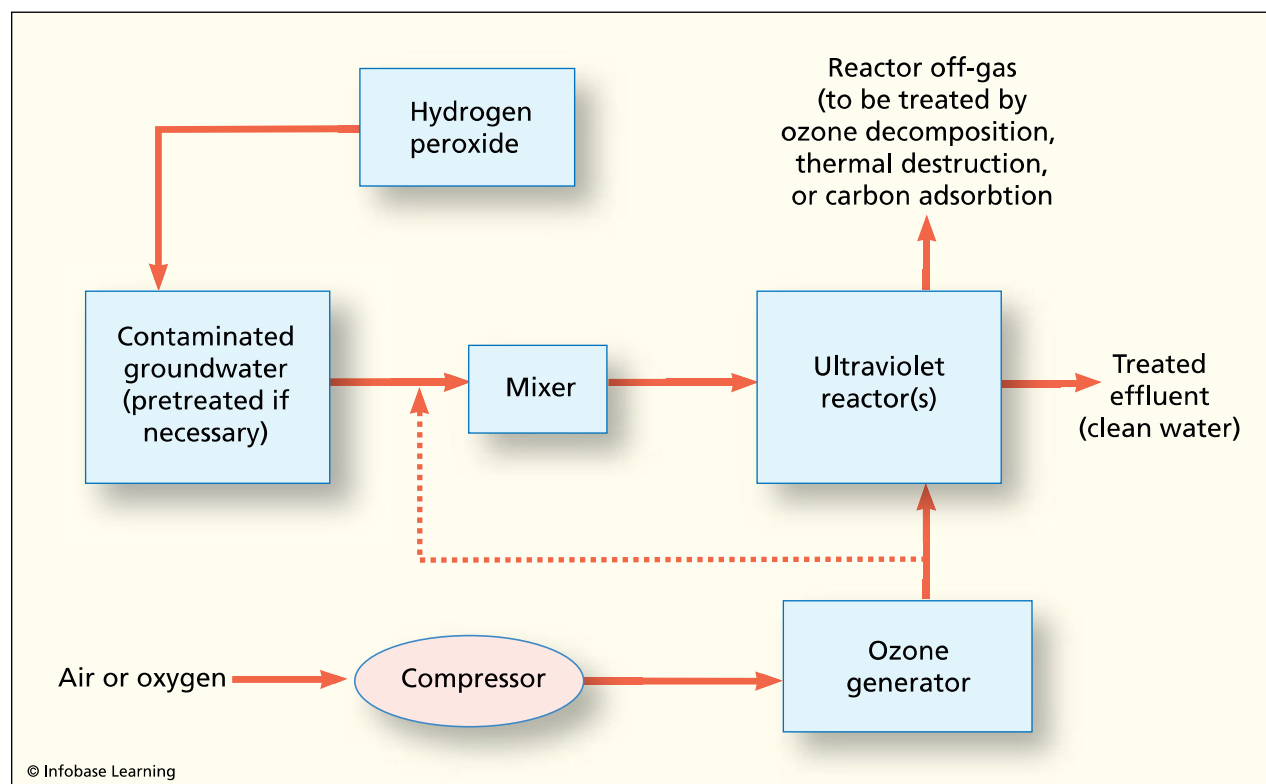 Hydrogen
peroxide
Reactor off-gas
(to be treated by
ozone decomposition,
thermal destruction,
or carbon adsorbtion
Contaminated
groundwater
(pretreated if
necessary)
Mixer
Ultraviolet
reactor(s)
Treated
effluent
(clean water)
Air or oxygen
Compressor
Ozone
generator
© Infobase Learning